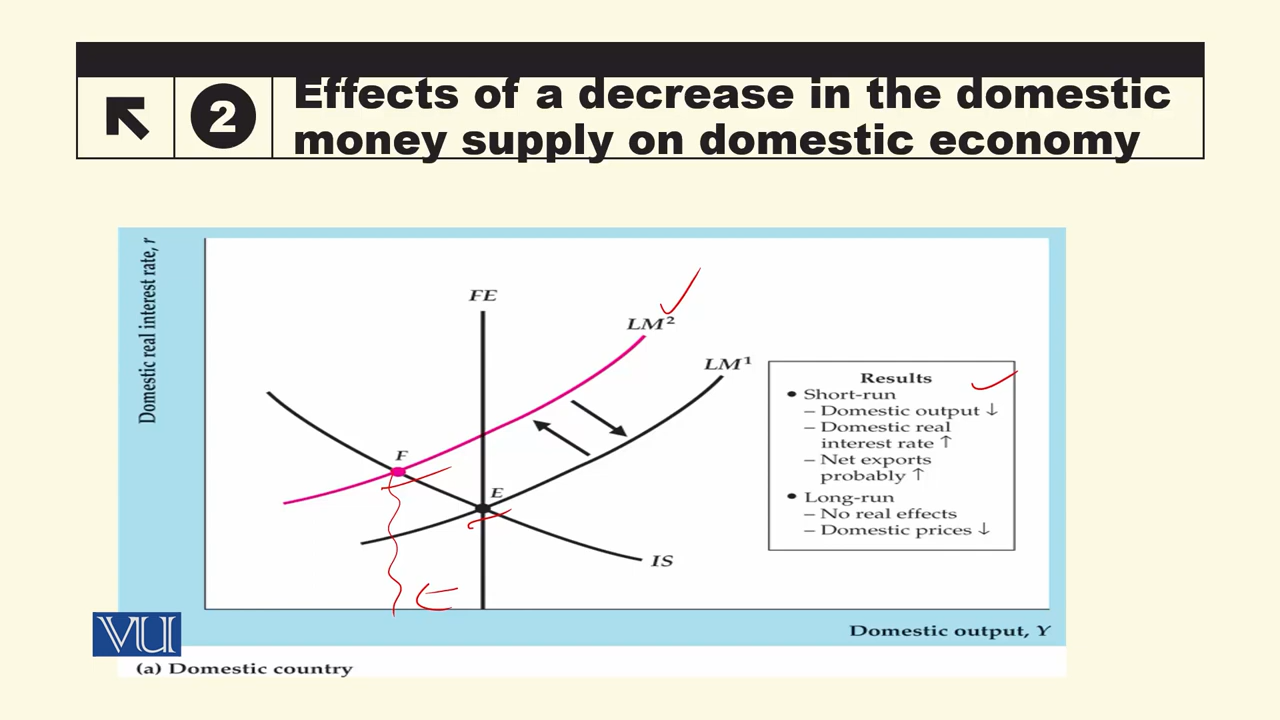 2
Effects of a decrease in the domestic
money supply on domestic economy
Domestic real interest rate, r
FE
LM²
LM¹
F
E
IS
Results
• Short-run
– Domestic output ↓
– Domestic real
interest rate ↑
– Net exports
probably ↑
• Long-run
– No real effects
– Domestic prices ↓
VU
Domestic output, Y
(a) Domestic country